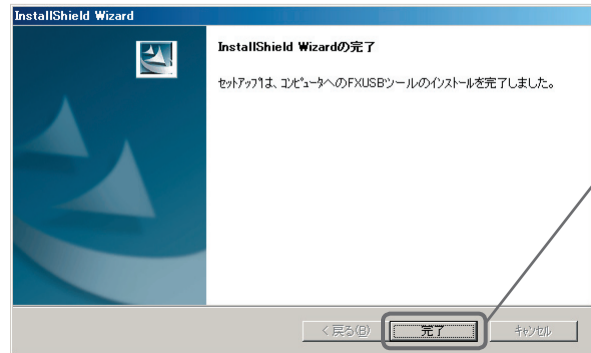 InstallShield Wizard
InstallShield Wizardの完了
セットアップは、コンピュータへのFXUSBツールのインストールを完了しました。
< 戻る(B)
完了
キャンセル